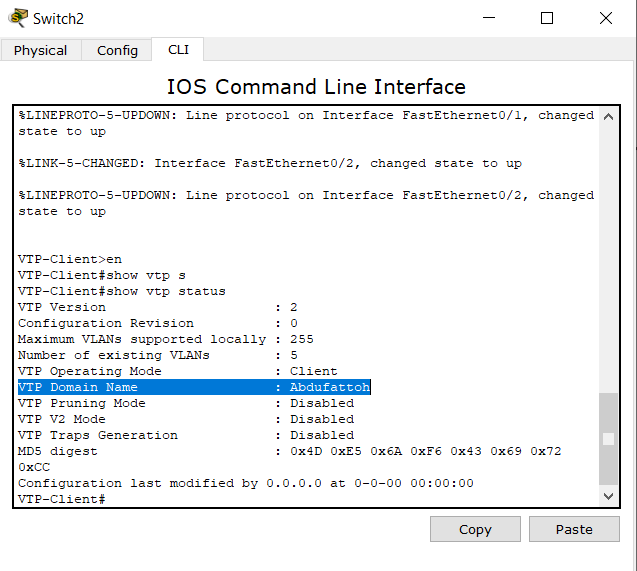 Switch2
Physical Config CLI
IOS Command Line Interface
%LINEPROTO-5-UPDOWN: Line protocol on Interface FastEthernet0/1, changed
state to up
%LINK-5-CHANGED: Interface FastEthernet0/2, changed state to up
%LINEPROTO-5-UPDOWN: Line protocol on Interface FastEthernet0/2, changed
state to up
VTP-Client>en
VTP-Client#show vtp s
VTP-Client#show vtp status
VTP Version : 2
Configuration Revision : 0
Maximum VLANs supported locally : 255
Number of existing VLANs : 5
VTP Operating Mode : Client
VTP Domain Name : Abdufattoh
VTP Pruning Mode : Disabled
VTP V2 Mode : Disabled
VTP Traps Generation : Disabled
MD5 digest : 0x4D 0xE5 0x6A 0xF6 0x43 0x69 0x72
0xCC
Configuration last modified by 0.0.0.0 at 0-0-00 00:00:00
VTP-Client#
Copy Paste